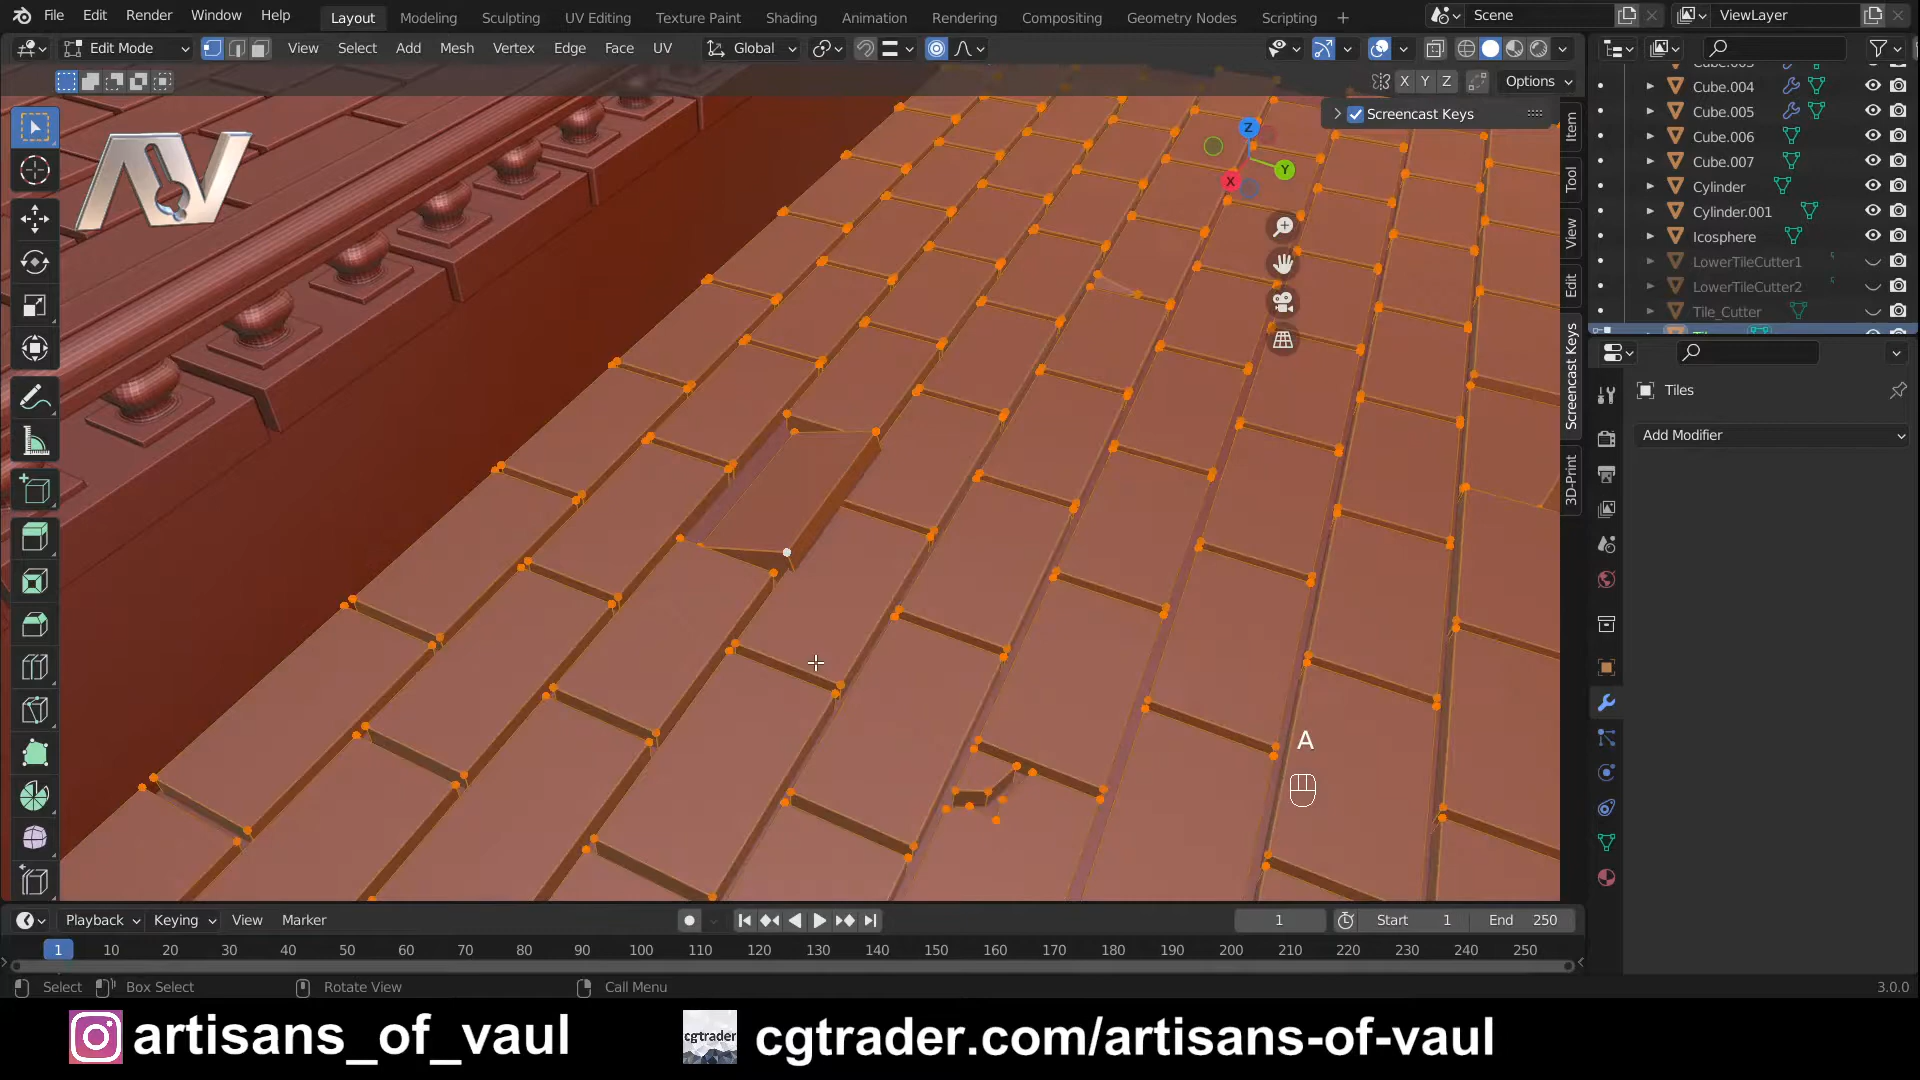 File Edit Render Window Help Layout Modeling Sculpting UV Editing Texture Paint Shading Animation Rendering Compositing Geometry Nodes Scripting + Scene ViewLayer
Edit Mode View Select Add Mesh Vertex Edge Face UV Global
X Y Z Options
Screencast Keys
Item
Tool
View
Edit
Screencast Keys
3D-Print
Z
Y
X
AV
A
Cube.004
Cube.005
Cube.006
Cube.007
Cylinder
Cylinder.001
Icosphere
LowerTileCutter1
LowerTileCutter2
Tile_Cutter
Tiles
Add Modifier
Playback Keying View Marker 1 Start 1 End 250
1 10 20 30 40 50 60 70 80 90 100 110 120 130 140 150 160 170 180 190 200 210 220 230 240 250
Select Box Select Rotate View Call Menu 3.0.0
artisans_of_vaul cgtrader cgtrader.com/artisans-of-vaul